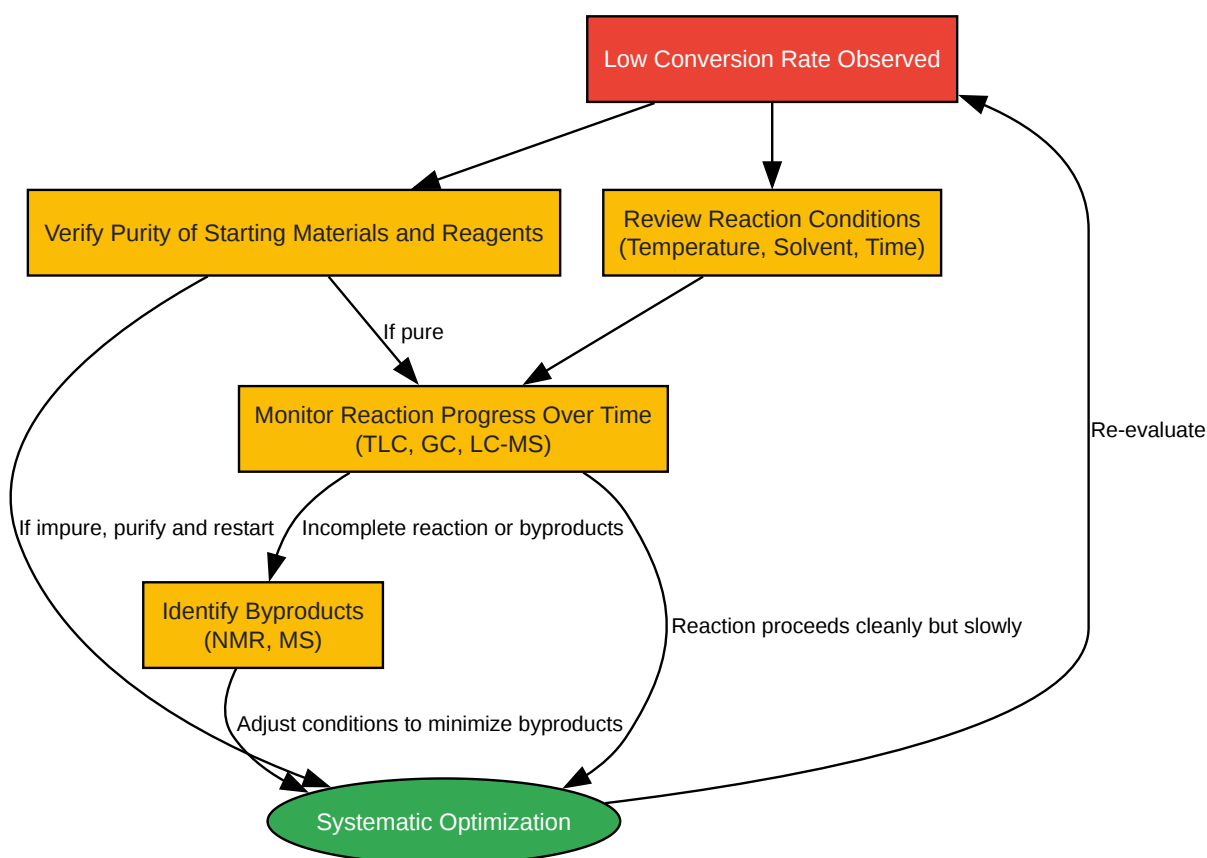 Low Conversion Rate Observed
Verify Purity of Starting Materials and Reagents
Review Reaction Conditions
(Temperature, Solvent, Time)
If pure
Monitor Reaction Progress Over Time
(TLC, GC, LC-MS)
Re-evaluate
If impure, purify and restart
Incomplete reaction or byproducts
Identify Byproducts
(NMR, MS)
Reaction proceeds cleanly but slowly
Adjust conditions to minimize byproducts
Systematic Optimization